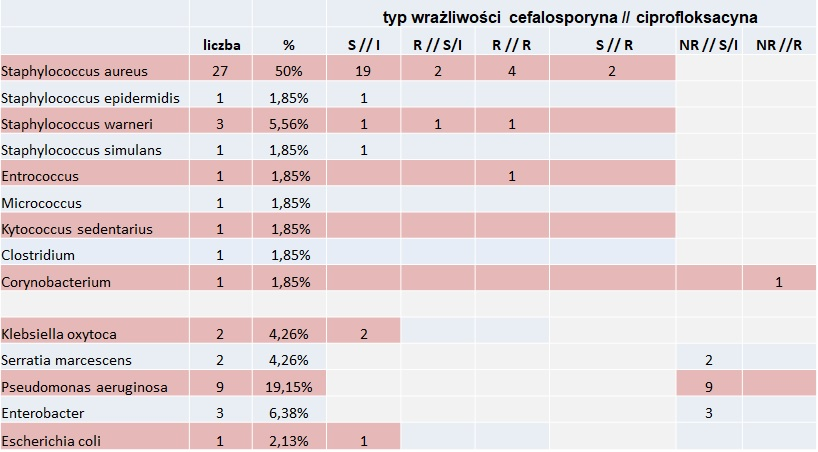 typ wrażliwości cefalosporyna // ciprofloksacyna
liczba % S // I R // S/I R // R S // R NR // S/I NR //R
Staphylococcus aureus 27 50% 19 2 4 2
Staphylococcus epidermidis 1 1,85% 1
Staphylococcus warneri 3 5,56% 1 1 1
Staphylococcus simulans 1 1,85% 1
Entrococcus 1 1,85% 1
Micrococcus 1 1,85%
Kytococcus sedentarius 1 1,85%
Clostridium 1 1,85%
Corynobacterium 1 1,85% 1
Klebsiella oxytoca 2 4,26% 2
Serratia marcescens 2 4,26% 2
Pseudomonas aeruginosa 9 19,15% 9
Enterobacter 3 6,38% 3
Escherichia coli 1 2,13% 1